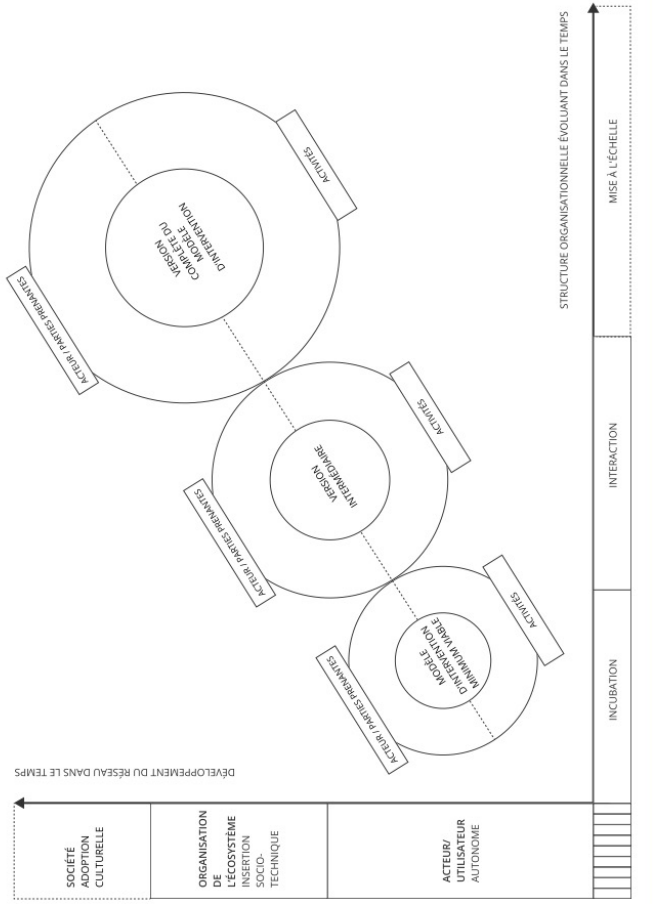 STRUCTURE ORGANISATIONNELLE ÉVOLUANT DANS LE TEMPS
DÉVELOPPEMENT DU RÉSEAU DANS LE TEMPS
SOCIÉTÉ
ADOPTION
CULTURELLE
ORGANISATION
DE
L'ÉCOSYSTÈME
INSERTION
SOCIO-
TECHNIQUE
ACTEUR/
UTILISATEUR
AUTONOME
INCUBATION
INTERACTION
MISE À L'ÉCHELLE
ACTEUR / PARTIES PRENANTES
MODÈLE
D'INTERVENTION
MINIMUM VIABLE
ACTIVITÉS
ACTEUR / PARTIES PRENANTES
VERSION
INTERMÉDIAIRE
ACTIVITÉS
ACTEUR / PARTIES PRENANTES
VERSION
COMPLÈTE DU
MODÈLE
D'INTERVENTION
ACTIVITÉS